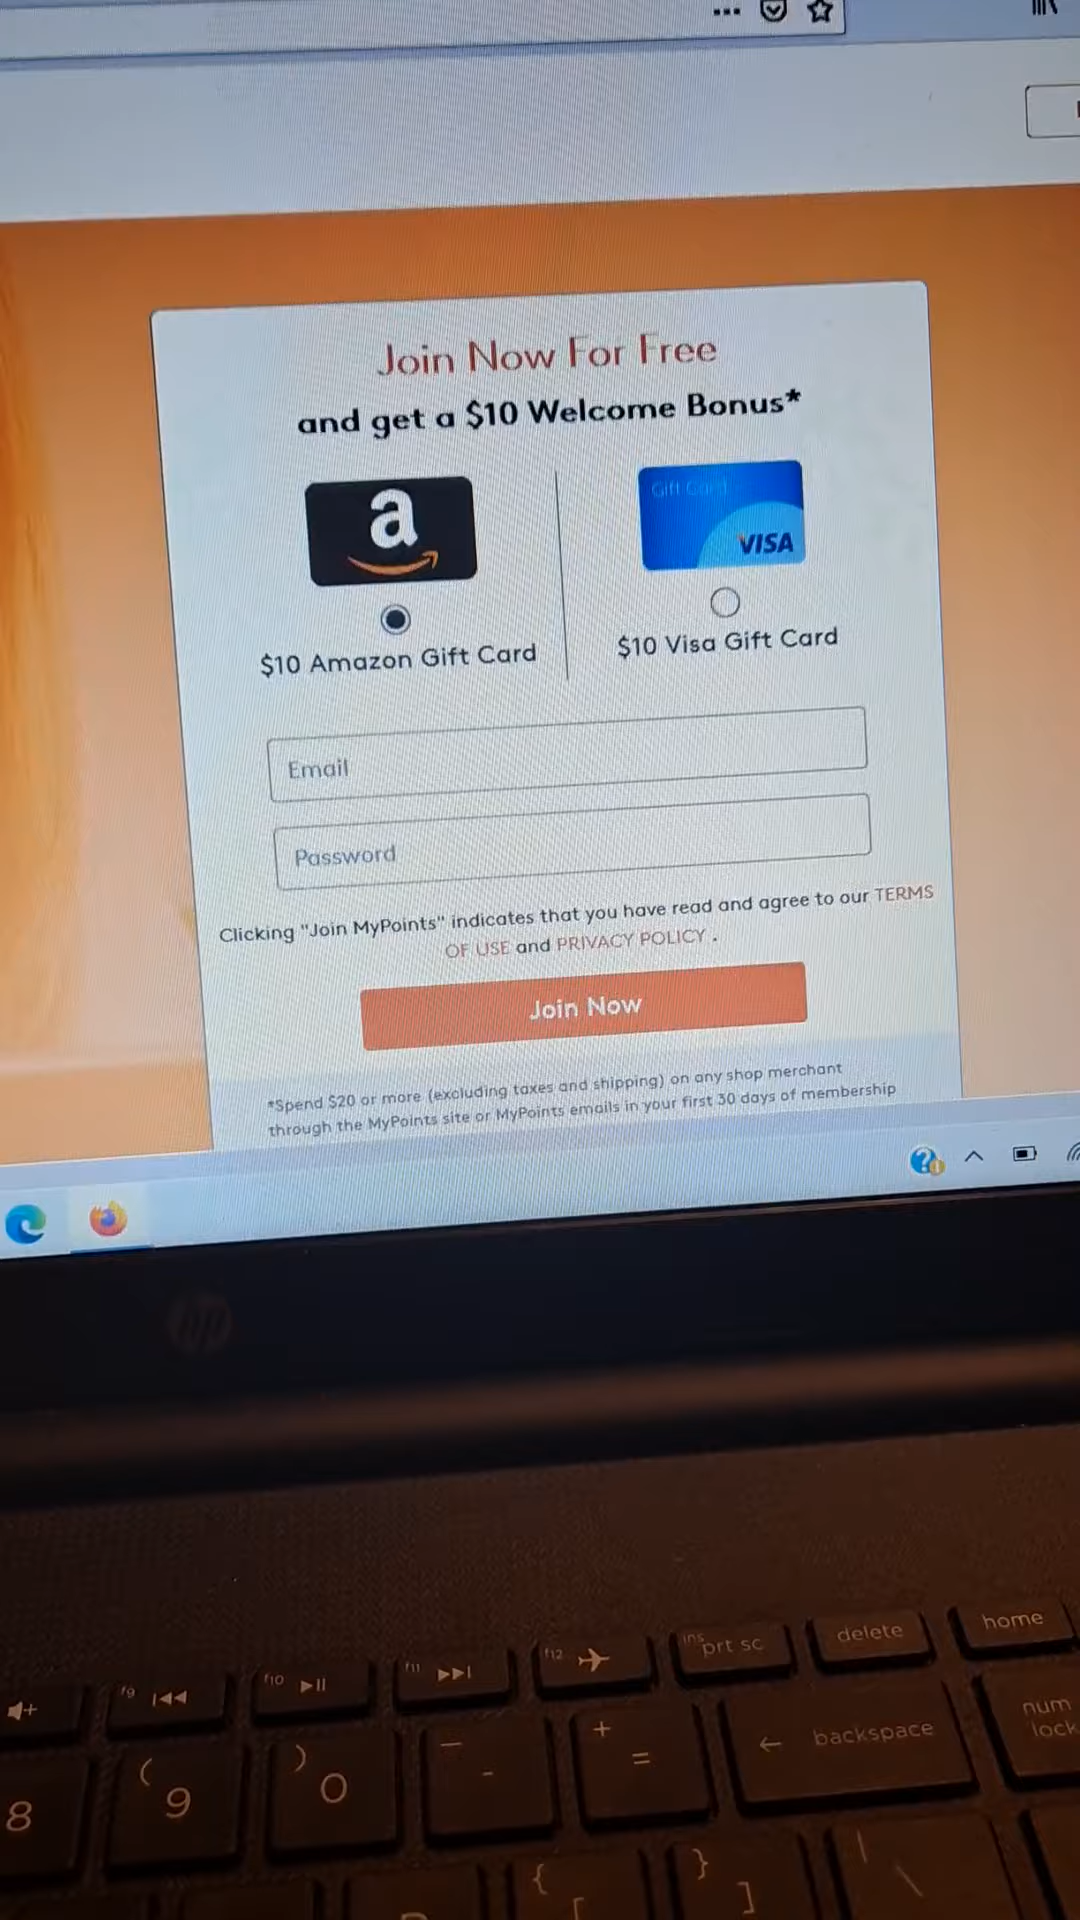 Join Now For Free
and get a $10 Welcome Bonus*
a
Gift Card
VISA
$10 Amazon Gift Card
$10 Visa Gift Card
Email
Password
Clicking "Join MyPoints" indicates that you have read and agree to our TERMS
OF USE and PRIVACY POLICY .
Join Now
*Spend $20 or more (excluding taxes and shipping) on any shop merchant
through the MyPoints site or MyPoints emails in your first 30 days of membership
hp
f9
f10
f11
f12
ins
prt sc
delete
home
8
( 9
) 0
-
+ =
backspace
num
lock
{ [
} ]
| \